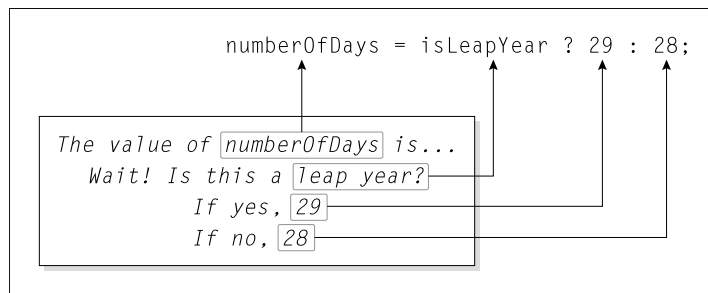 numberOfDays = isLeapYear ? 29 : 28;
The value of numberOfDays is...
Wait! Is this a leap year?
If yes, 29
If no, 28